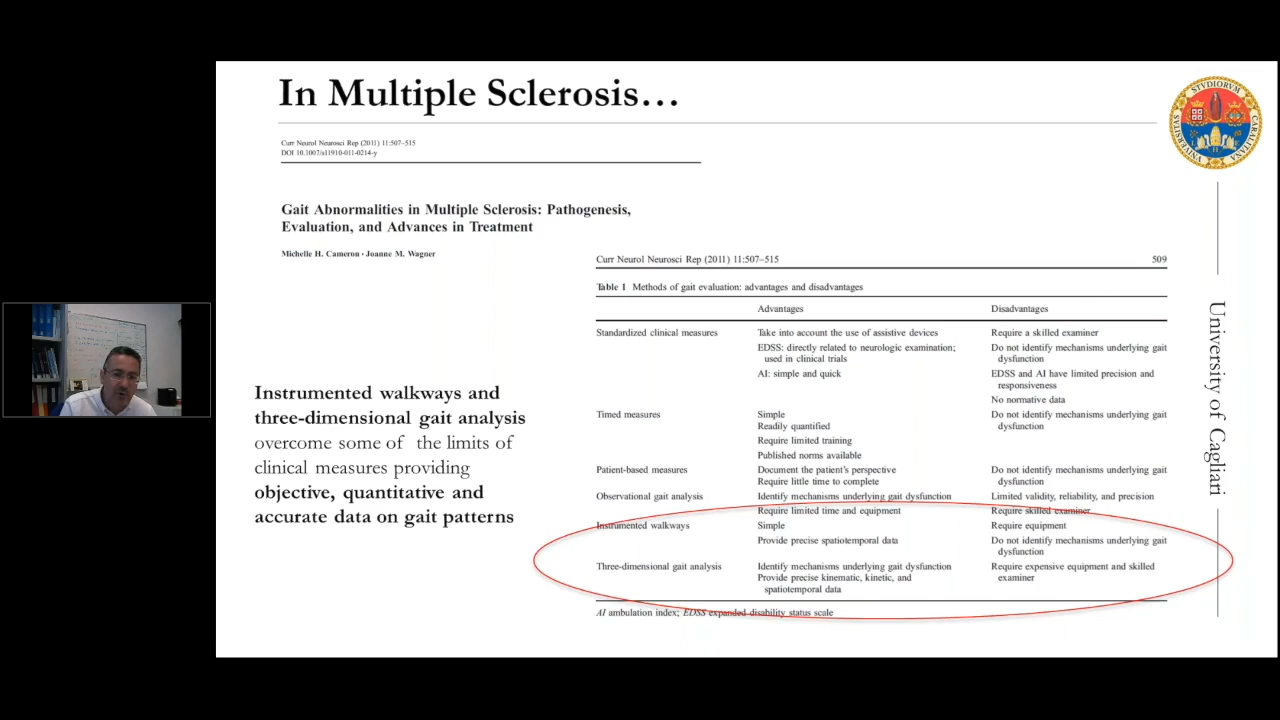 In Multiple Sclerosis…
Curr Neurol Neurosci Rep (2011) 11:507–515
DOI 10.1007/s11910-011-0214-y
Gait Abnormalities in Multiple Sclerosis: Pathogenesis,
Evaluation, and Advances in Treatment
Michelle H. Cameron · Joanne M. Wagner
Instrumented walkways and
three-dimensional gait analysis
overcome some of the limits of
clinical measures providing
objective, quantitative and
accurate data on gait patterns
Curr Neurol Neurosci Rep (2011) 11:507–515 509
Table 1 Methods of gait evaluation: advantages and disadvantages
Advantages Disadvantages
Standardized clinical measures Take into account the use of assistive devices Require a skilled examiner
EDSS: directly related to neurologic examination; Do not identify mechanisms underlying gait
used in clinical trials dysfunction
AI: simple and quick EDSS and AI have limited precision and
responsiveness
No normative data
Timed measures Simple Do not identify mechanisms underlying gait
Readily quantified dysfunction
Require limited training
Published norms available
Patient-based measures Document the patient's perspective Do not identify mechanisms underlying gait
Require little time to complete dysfunction
Observational gait analysis Identify mechanisms underlying gait dysfunction Limited validity, reliability, and precision
Require limited time and equipment Require skilled examiner
Instrumented walkways Simple Require equipment
Provide precise spatiotemporal data Do not identify mechanisms underlying gait
dysfunction
Three-dimensional gait analysis Identify mechanisms underlying gait dysfunction Require expensive equipment and skilled
Provide precise kinematic, kinetic, and examiner
spatiotemporal data
AI ambulation index; EDSS expanded disability status scale
University of Cagliari